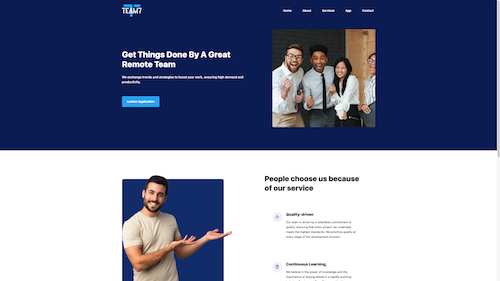 TEAM7
Home About Services App Contact
Get Things Done By A Great
Remote Team
We exchange trends and strategies to boost your work, ensuring high demand and
productivity.
Lastest Application
People choose us because
of our service
Quality-driven
Our team is driven by a relentless commitment to
quality, ensuring that every project we undertake
meets the highest standards. We prioritize quality at
every stage of the development process.
Continuous Learning,
We believe in the power of knowledge and the
importance of staying ahead in a rapidly evolving